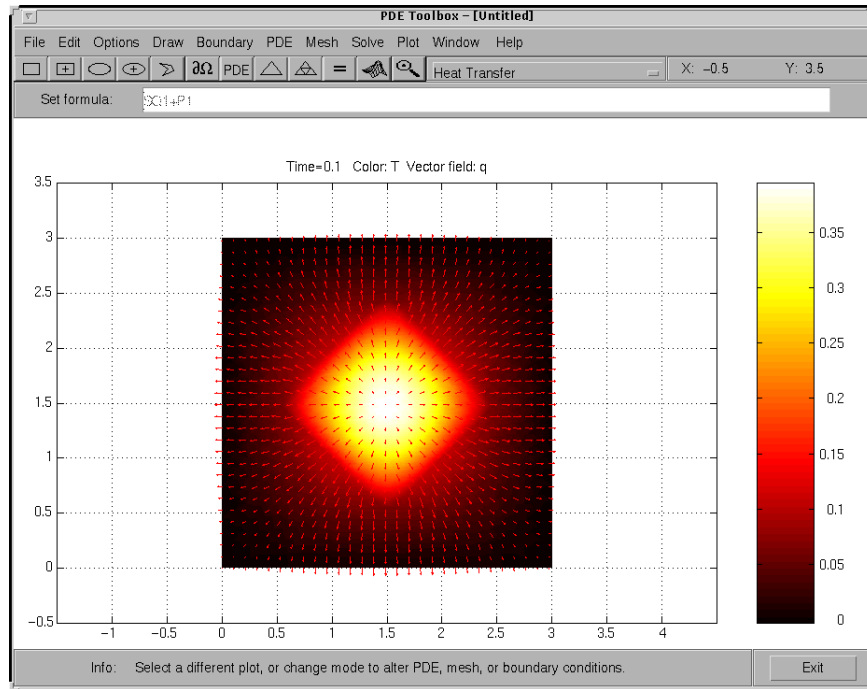 PDE Toolbox – [Untitled]
File Edit Options Draw Boundary PDE Mesh Solve Plot Window Help
∂Ω PDE = Heat Transfer X: −0.5 Y: 3.5
Set formula: SQ1+P1
Time=0.1 Color: T Vector field: q
3.5
3
2.5
2
1.5
1
0.5
0
−0.5
−1 −0.5 0 0.5 1 1.5 2 2.5 3 3.5 4
0.35
0.3
0.25
0.2
0.15
0.1
0.05
0
Info: Select a different plot, or change mode to alter PDE, mesh, or boundary conditions.
Exit